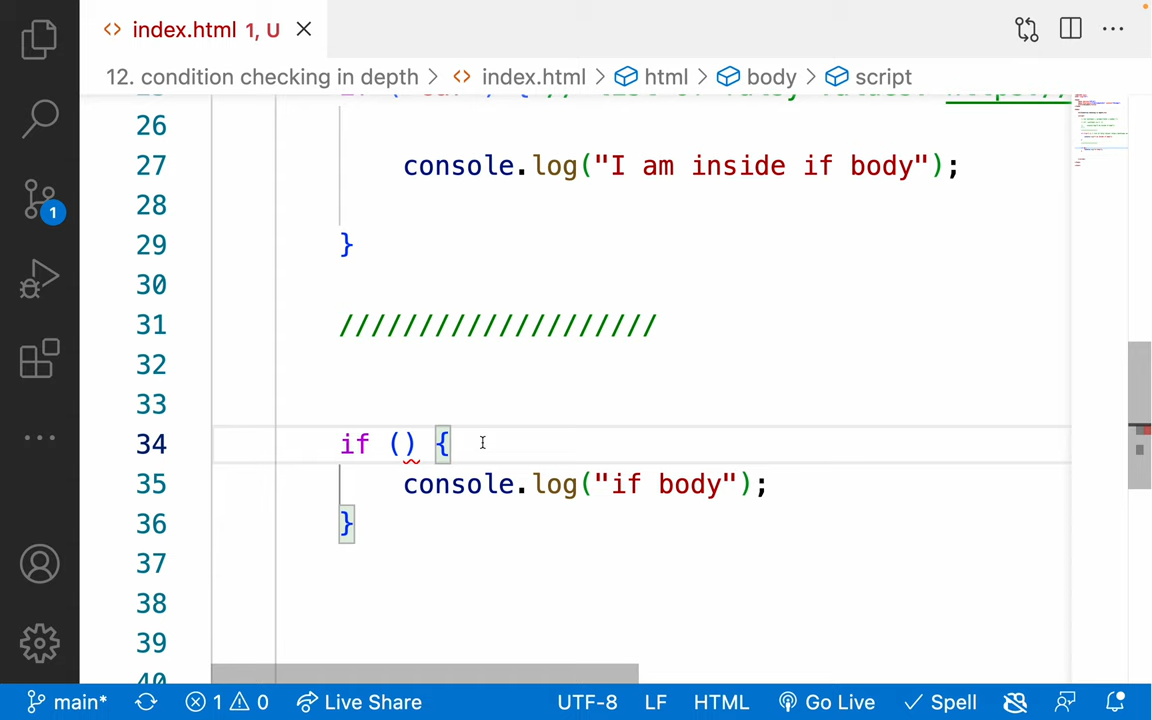 index.html 1, U
12. condition checking in depth > index.html > html > body > script
26
27 console.log("I am inside if body");
28
29 }
30
31 ////////////////////
32
33
34 if () {
35 console.log("if body");
36 }
37
38
39
40
1
main* 1 0 Live Share UTF-8 LF HTML Go Live Spell